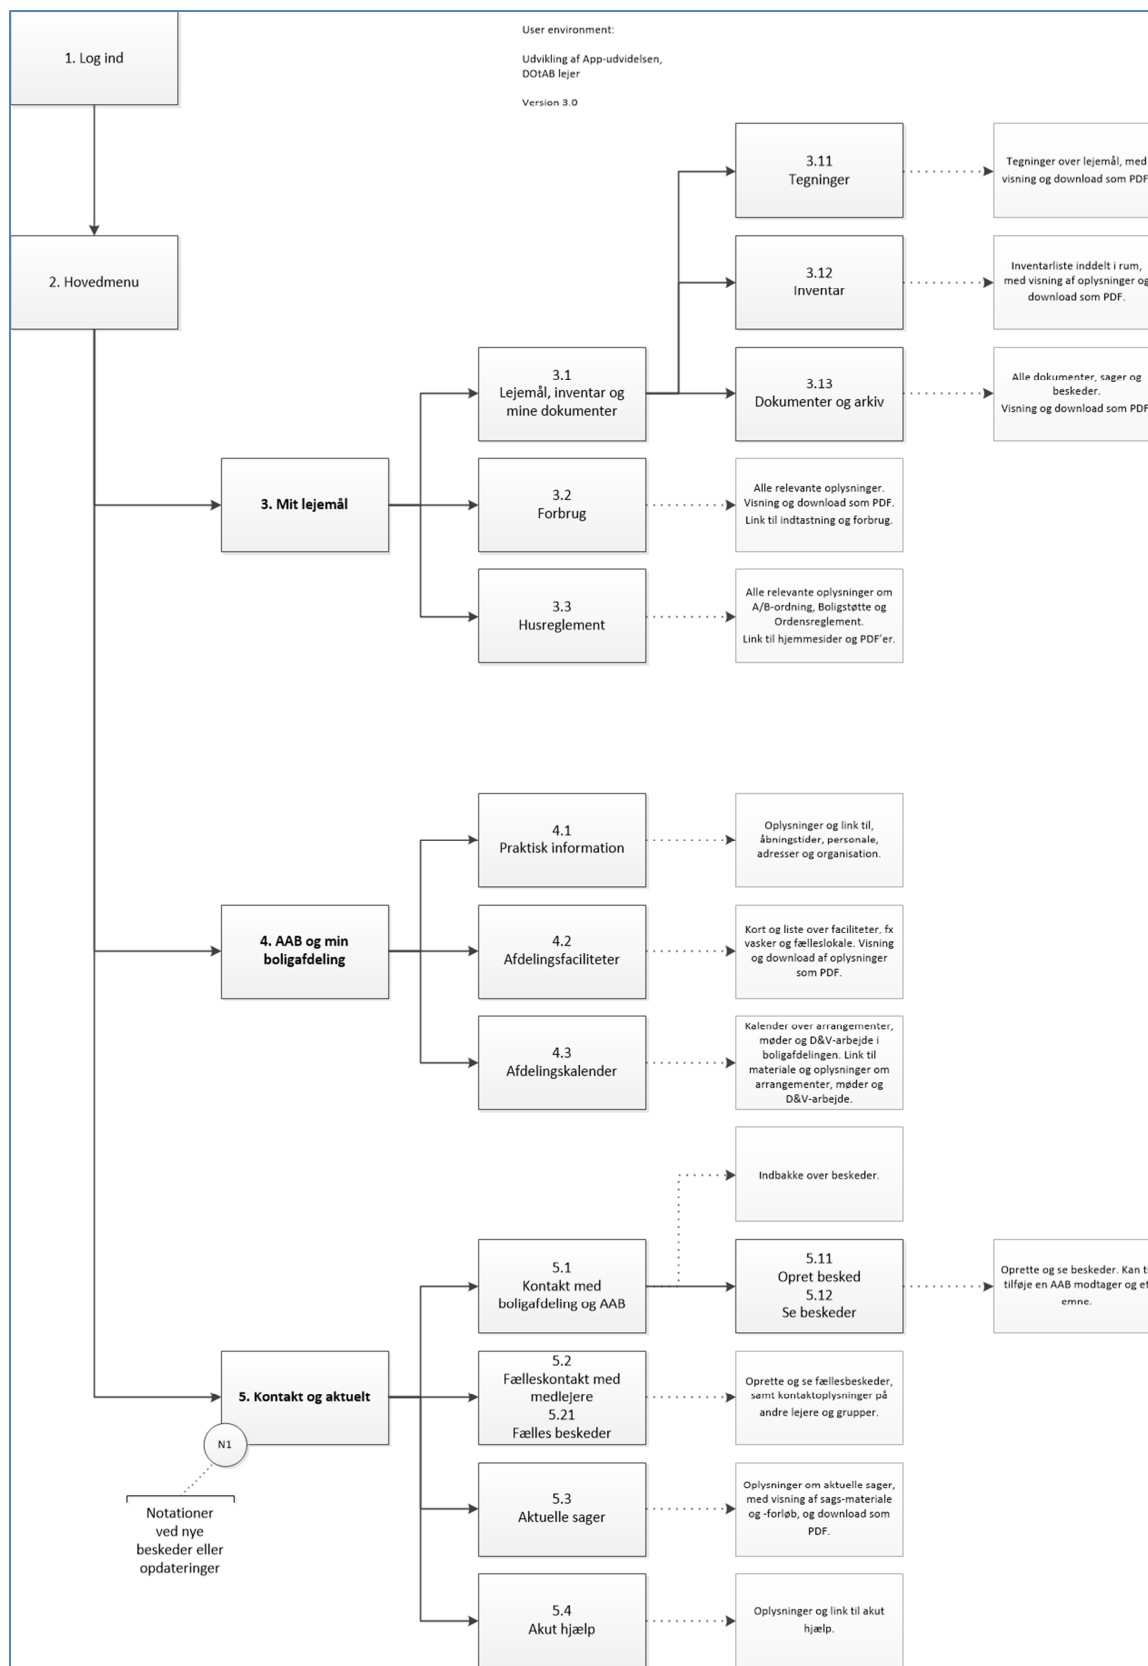 1. Log ind
User environment:
Udvikling af App-udvidelsen,
DOtAB lejer
Version 3.0
2. Hovedmenu
3. Mit lejemål
3.1
Lejemål, inventar og
mine dokumenter
3.11
Tegninger
Tegninger over lejemål, med
visning og download som PDF
3.12
Inventar
Inventarliste inddelt i rum,
med visning af oplysninger og
download som PDF.
3.13
Dokumenter og arkiv
Alle dokumenter, sager og
beskeder.
Visning og download som PDF
3.2
Forbrug
Alle relevante oplysninger.
Visning og download som PDF.
Link til indtastning og forbrug.
3.3
Husreglement
Alle relevante oplysninger om
A/B-ordning, Boligstøtte og
Ordensreglement.
Link til hjemmesider og PDF'er.
4. AAB og min
boligafdeling
4.1
Praktisk information
Oplysninger og link til,
åbningstider, personale,
adresser og organisation.
4.2
Afdelingsfaciliteter
Kort og liste over faciliteter, fx
vasker og fælleslokale. Visning
og download af oplysninger
som PDF.
4.3
Afdelingskalender
Kalender over arrangementer,
møder og D&V-arbejde i
boligafdelingen. Link til
materiale og oplysninger om
arrangementer, møder og
D&V-arbejde.
5. Kontakt og aktuelt
N1
Notationer
ved nye
beskeder eller
opdateringer
5.1
Kontakt med
boligafdeling og AAB
Indbakke over beskeder.
5.11
Opret besked
5.12
Se beskeder
Oprette og se beskeder. Kan
tilføje en AAB modtager og et
emne.
5.2
Fælleskontakt med
medlejere
5.21
Fælles beskeder
Oprette og se fællesbeskeder,
samt kontaktoplysninger på
andre lejere og grupper.
5.3
Aktuelle sager
Oplysninger om aktuelle sager,
med visning af sags-materiale
og -forløb, og download som
PDF.
5.4
Akut hjælp
Oplysninger og link til akut
hjælp.